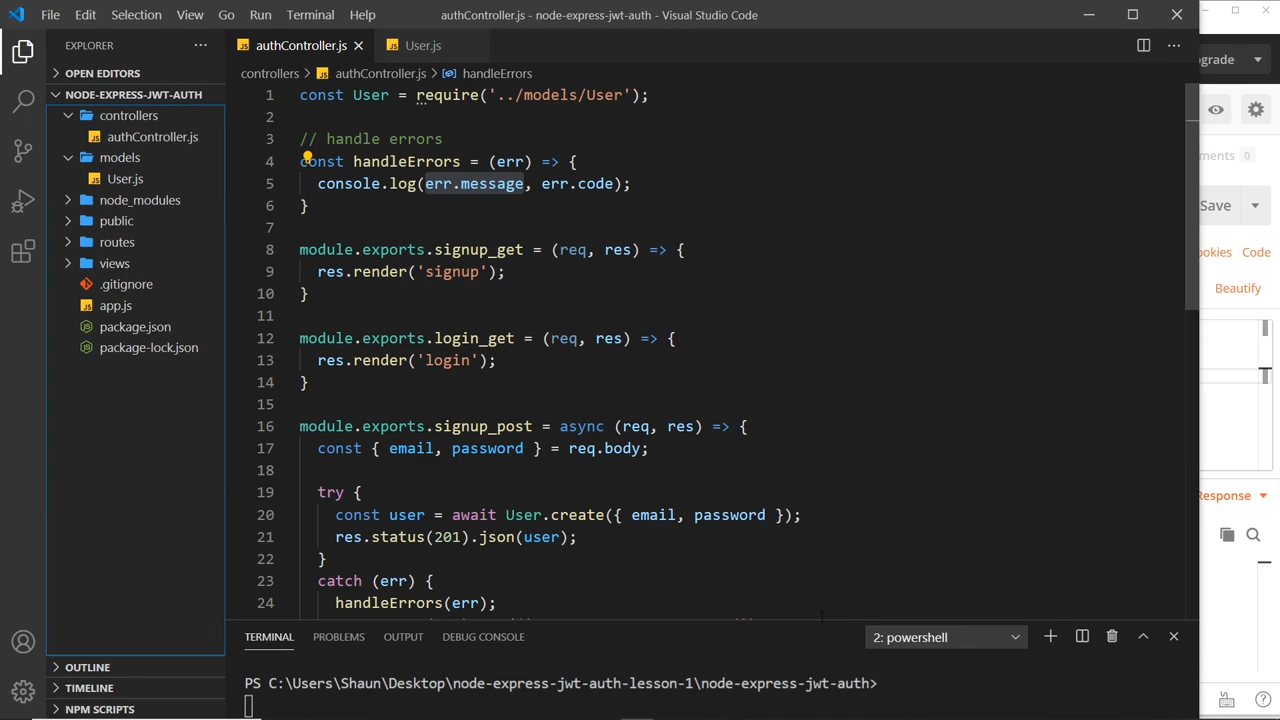 File Edit Selection View Go Run Terminal Help authController.js - node-express-jwt-auth - Visual Studio Code
EXPLORER
OPEN EDITORS
NODE-EXPRESS-JWT-AUTH
controllers
authController.js
models
User.js
node_modules
public
routes
views
.gitignore
app.js
package.json
package-lock.json
OUTLINE
TIMELINE
NPM SCRIPTS
authController.js User.js
controllers > authController.js > handleErrors
1 const User = require('../models/User');
2
3 // handle errors
4 const handleErrors = (err) => {
5 console.log(err.message, err.code);
6 }
7
8 module.exports.signup_get = (req, res) => {
9 res.render('signup');
10 }
11
12 module.exports.login_get = (req, res) => {
13 res.render('login');
14 }
15
16 module.exports.signup_post = async (req, res) => {
17 const { email, password } = req.body;
18
19 try {
20 const user = await User.create({ email, password });
21 res.status(201).json(user);
22 }
23 catch (err) {
24 handleErrors(err);
TERMINAL PROBLEMS OUTPUT DEBUG CONSOLE 2: powershell
PS C:\Users\Shaun\Desktop\node-express-jwt-auth-lesson-1\node-express-jwt-auth>
grade
ments 0
Save
ookies Code
Beautify
Response